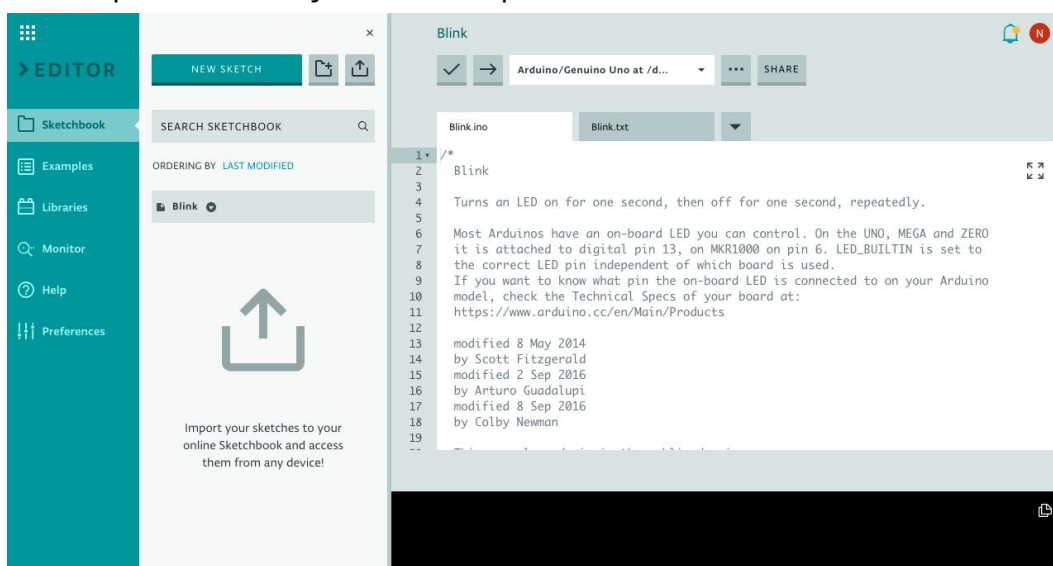 Blink
N
>EDITOR
NEW SKETCH
Arduino/Genuino Uno at /d...
SHARE
Sketchbook
SEARCH SKETCHBOOK
Blink.ino
Blink.txt
Examples
ORDERING BY LAST MODIFIED
Libraries
Blink
Monitor
Help
Preferences
Import your sketches to your
online Sketchbook and access
them from any device!
1 /*
2 Blink
3
4 Turns an LED on for one second, then off for one second, repeatedly.
5
6 Most Arduinos have an on-board LED you can control. On the UNO, MEGA and ZERO
7 it is attached to digital pin 13, on MKR1000 on pin 6. LED_BUILTIN is set to
8 the correct LED pin independent of which board is used.
9 If you want to know what pin the on-board LED is connected to on your Arduino
10 model, check the Technical Specs of your board at:
11 https://www.arduino.cc/en/Main/Products
12
13 modified 8 May 2014
14 by Scott Fitzgerald
15 modified 2 Sep 2016
16 by Arturo Guadalupi
17 modified 8 Sep 2016
18 by Colby Newman
19